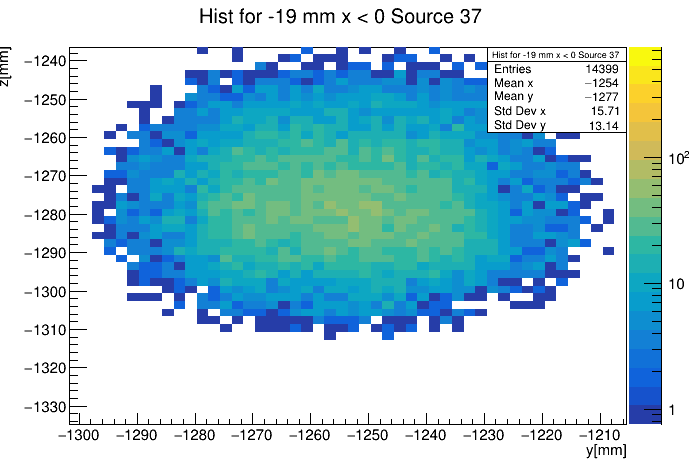 Hist for -19 mm x < 0 Source 37
z[mm]
Hist for -19 mm x < 0 Source 37
Entries 14399
Mean x −1254
Mean y −1277
Std Dev x 15.71
Std Dev y 13.14
−1240
−1250
−1260
−1270
−1280
−1290
−1300
−1310
−1320
−1330
10²
10
1
−1300 −1290 −1280 −1270 −1260 −1250 −1240 −1230 −1220 −1210
y[mm]